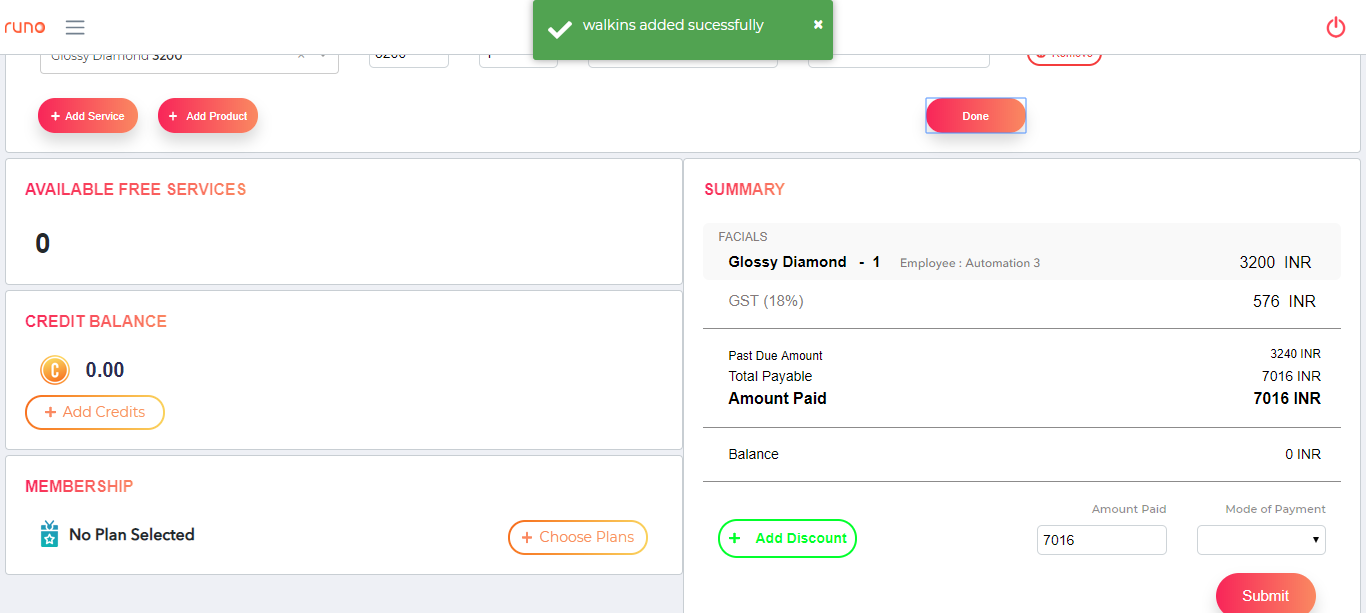 runo
walkins added sucessfully ×
Glossy Diamond 3200 × 3200 Remove
+ Add Service + Add Product Done
AVAILABLE FREE SERVICES
0
CREDIT BALANCE
C 0.00
+ Add Credits
MEMBERSHIP
No Plan Selected + Choose Plans
SUMMARY
FACIALS
Glossy Diamond - 1 Employee : Automation 3 3200 INR
GST (18%) 576 INR
Past Due Amount 3240 INR
Total Payable 7016 INR
Amount Paid 7016 INR
Balance 0 INR
Amount Paid Mode of Payment
+ Add Discount 7016
Submit